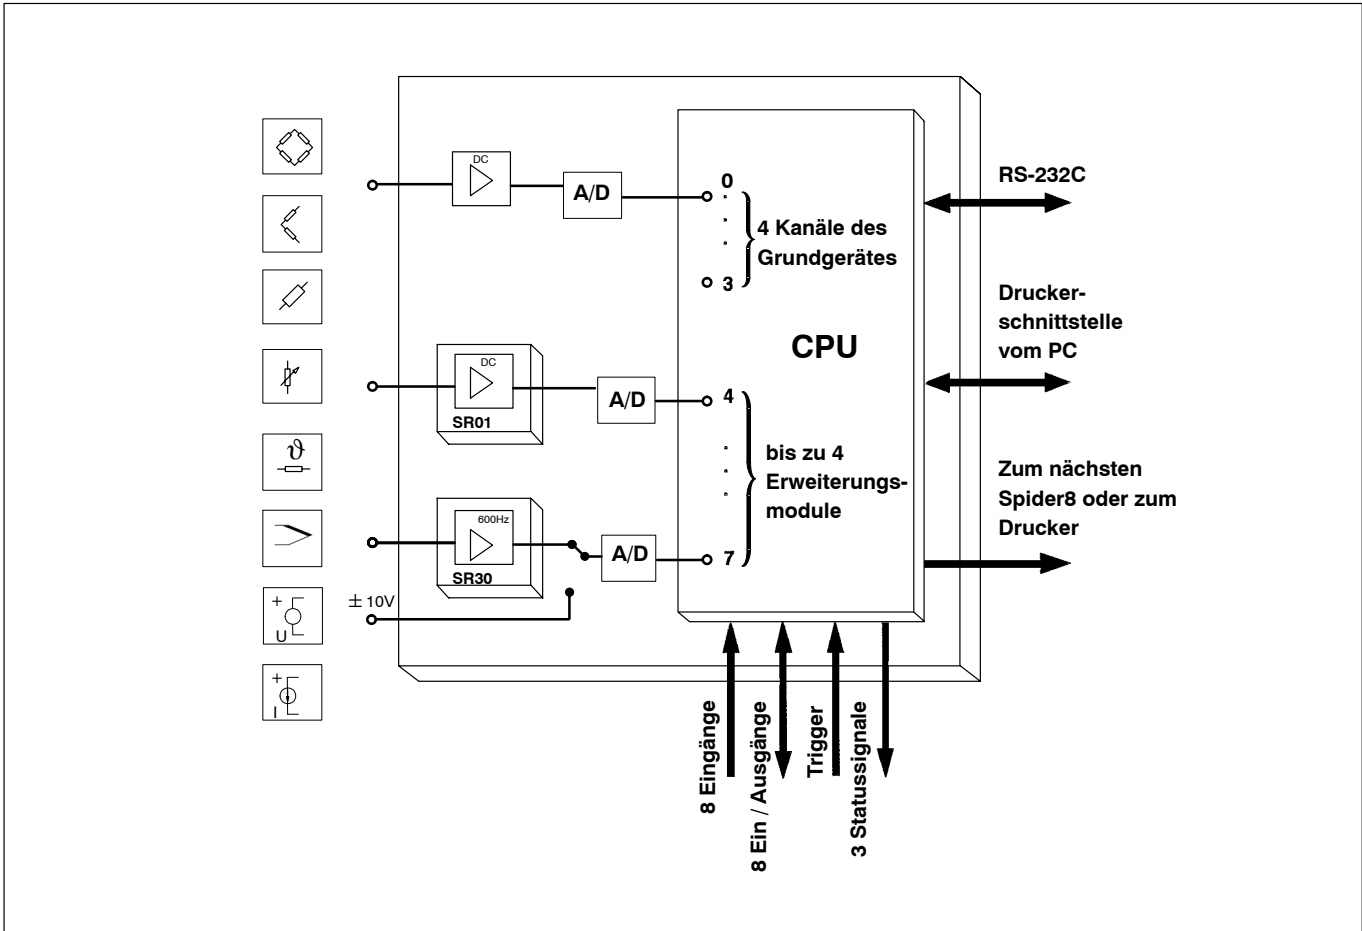 DC
A/D
0
4 Kanäle des
Grundgerätes
3
CPU
RS-232C
Drucker-
schnittstelle
vom PC
DC
SR01
A/D
4
bis zu 4
Erweiterungs-
module
Zum nächsten
Spider8 oder zum
Drucker
ϑ
600Hz
SR30
A/D
7
± 10V
+
U
+
I
8 Eingänge
8 Ein / Ausgänge
Trigger
3 Statussignale